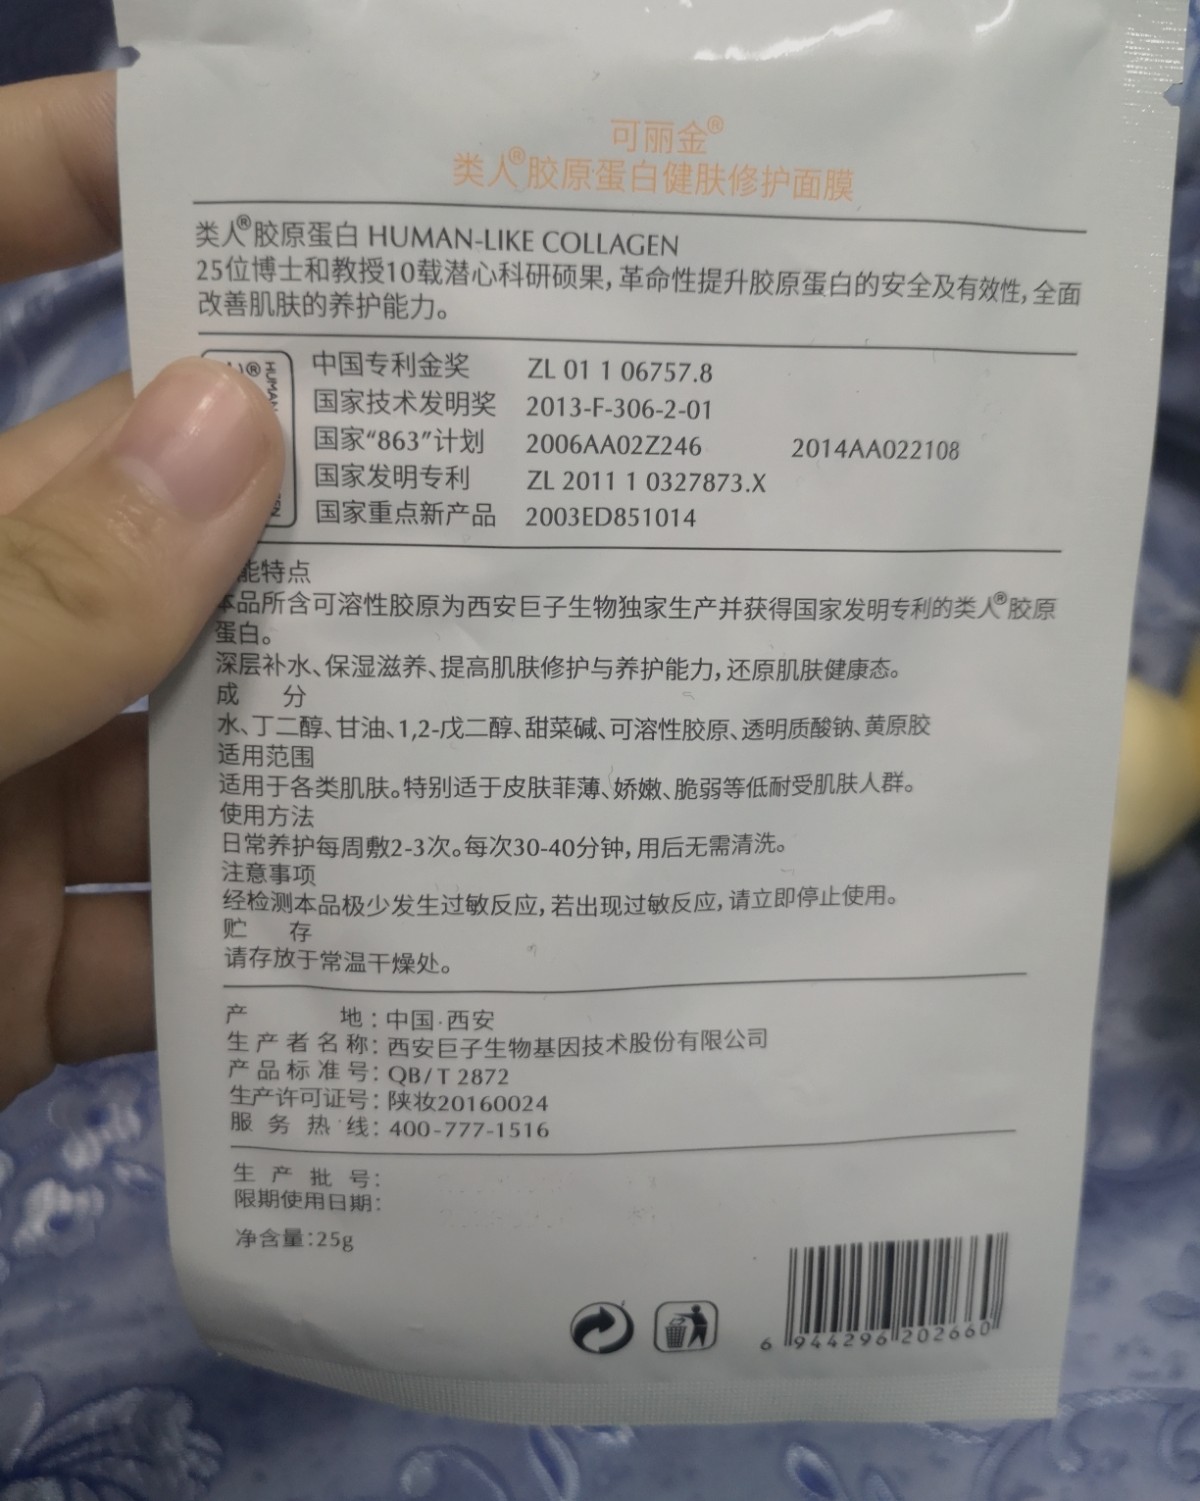 可丽金®
类人®胶原蛋白健肤修护面膜
类人®胶原蛋白 HUMAN-LIKE COLLAGEN
25位博士和教授10载潜心科研硕果,革命性提升胶原蛋白的安全及有效性,全面
改善肌肤的养护能力。
中国专利金奖 ZL 01 1 06757.8
国家技术发明奖 2013-F-306-2-01
国家“863”计划 2006AA02Z246 2014AA022108
国家发明专利 ZL 2011 1 0327873.X
国家重点新产品 2003ED851014
能特点
本品所含可溶性胶原为西安巨子生物独家生产并获得国家发明专利的类人®胶原
蛋白。
深层补水、保湿滋养、提高肌肤修护与养护能力,还原肌肤健康态。
成 分
水、丁二醇、甘油、1,2-戊二醇、甜菜碱、可溶性胶原、透明质酸钠、黄原胶
适用范围
适用于各类肌肤。特别适于皮肤菲薄、娇嫩、脆弱等低耐受肌肤人群。
使用方法
日常养护每周敷2-3次。每次30-40分钟,用后无需清洗。
注意事项
经检测本品极少发生过敏反应,若出现过敏反应,请立即停止使用。
贮 存
请存放于常温干燥处。
产 地:中国·西安
生产者名称:西安巨子生物基因技术股份有限公司
产品标准号:QB/T 2872
生产许可证号:陕妆20160024
服务热线:400-777-1516
生产批号:
限期使用日期:
净含量:25g
6 944296 202660